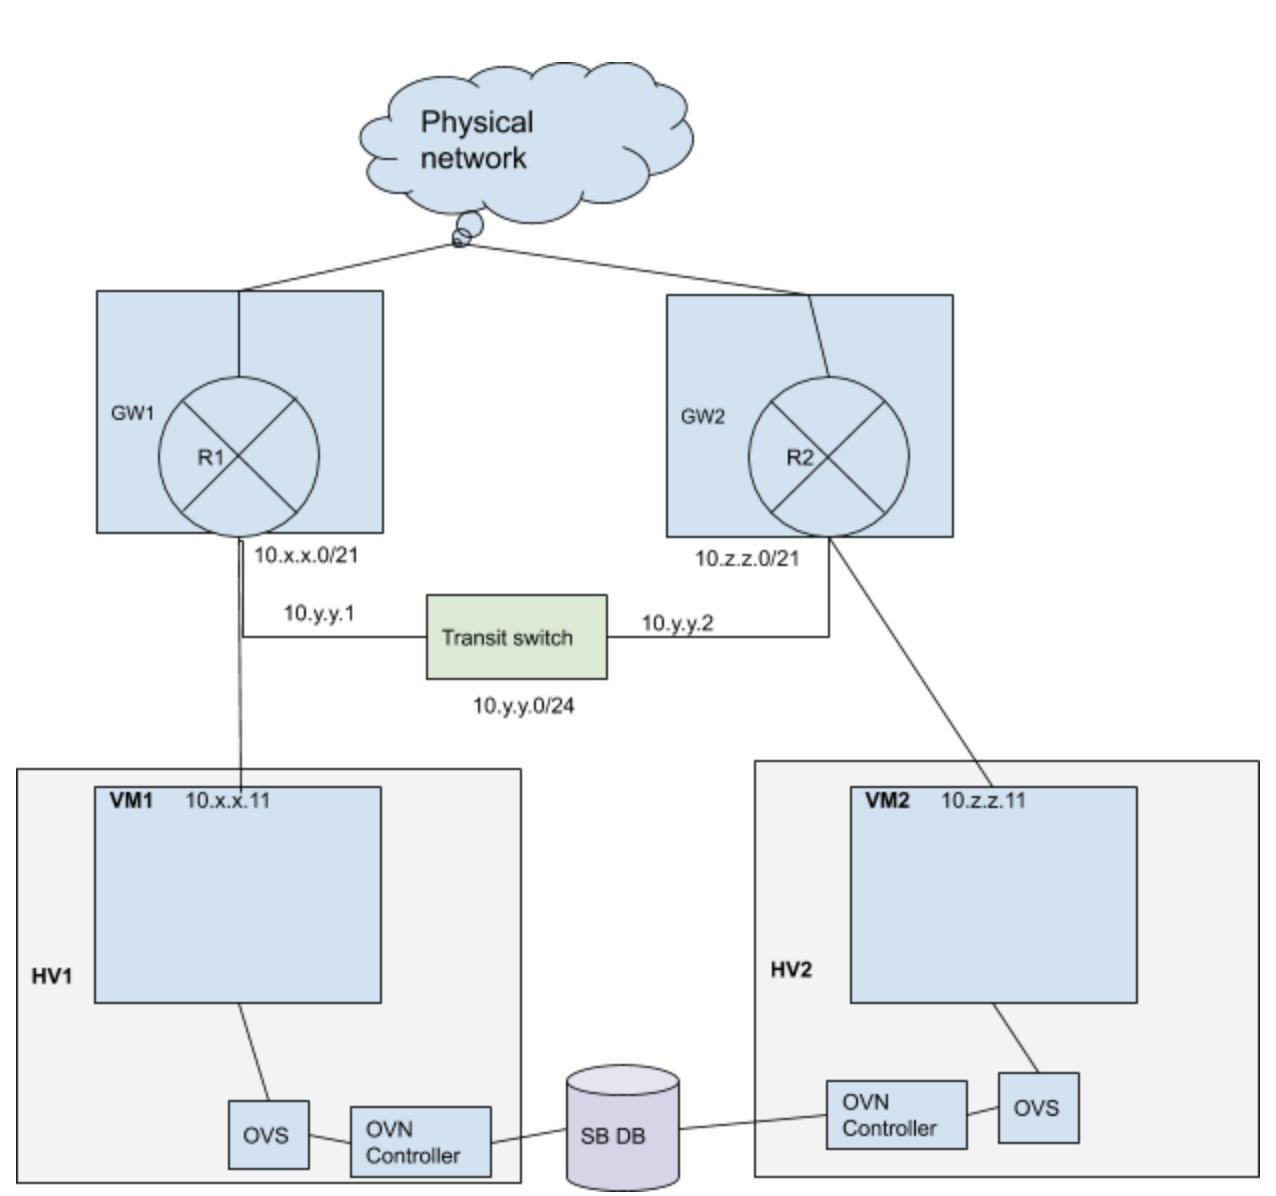 Physical
network
GW1
R1
GW2
R2
10.x.x.0/21
10.z.z.0/21
10.y.y.1
Transit switch
10.y.y.2
10.y.y.0/24
VM1 10.x.x.11
VM2 10.z.z.11
HV1
HV2
OVS
OVN
Controller
SB DB
OVN
Controller
OVS